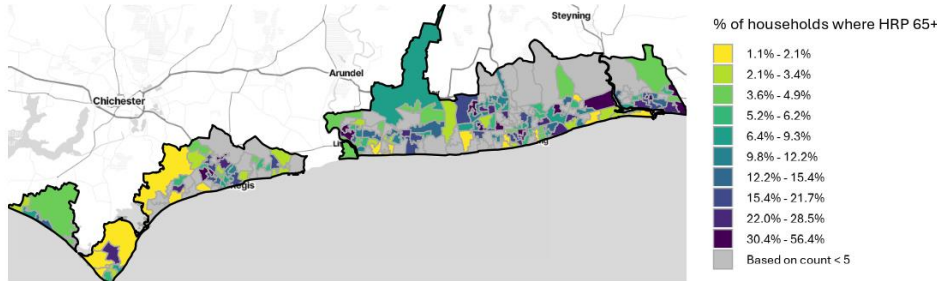 Steyning
% of households where HRP 65+
Arundel
Chichester
1.1% - 2.1%
2.1% - 3.4%
3.6% - 4.9%
5.2% - 6.2%
6.4% - 9.3%
9.8% - 12.2%
12.2% - 15.4%
15.4% - 21.7%
22.0% - 28.5%
30.4% - 56.4%
Based on count < 5